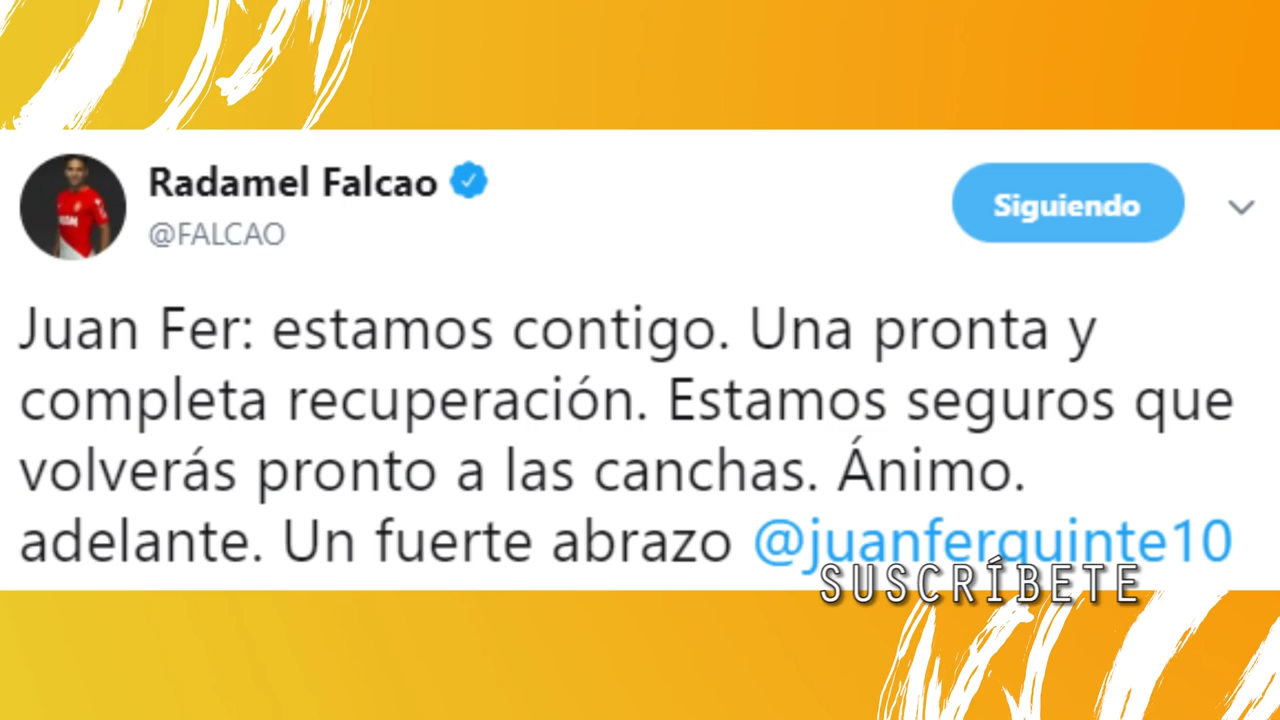 Radamel Falcao
@FALCAO
Siguiendo
Juan Fer: estamos contigo. Una pronta y
completa recuperación. Estamos seguros que
volverás pronto a las canchas. Ánimo.
adelante. Un fuerte abrazo @juanferquinte10
SUSCRÍBETE